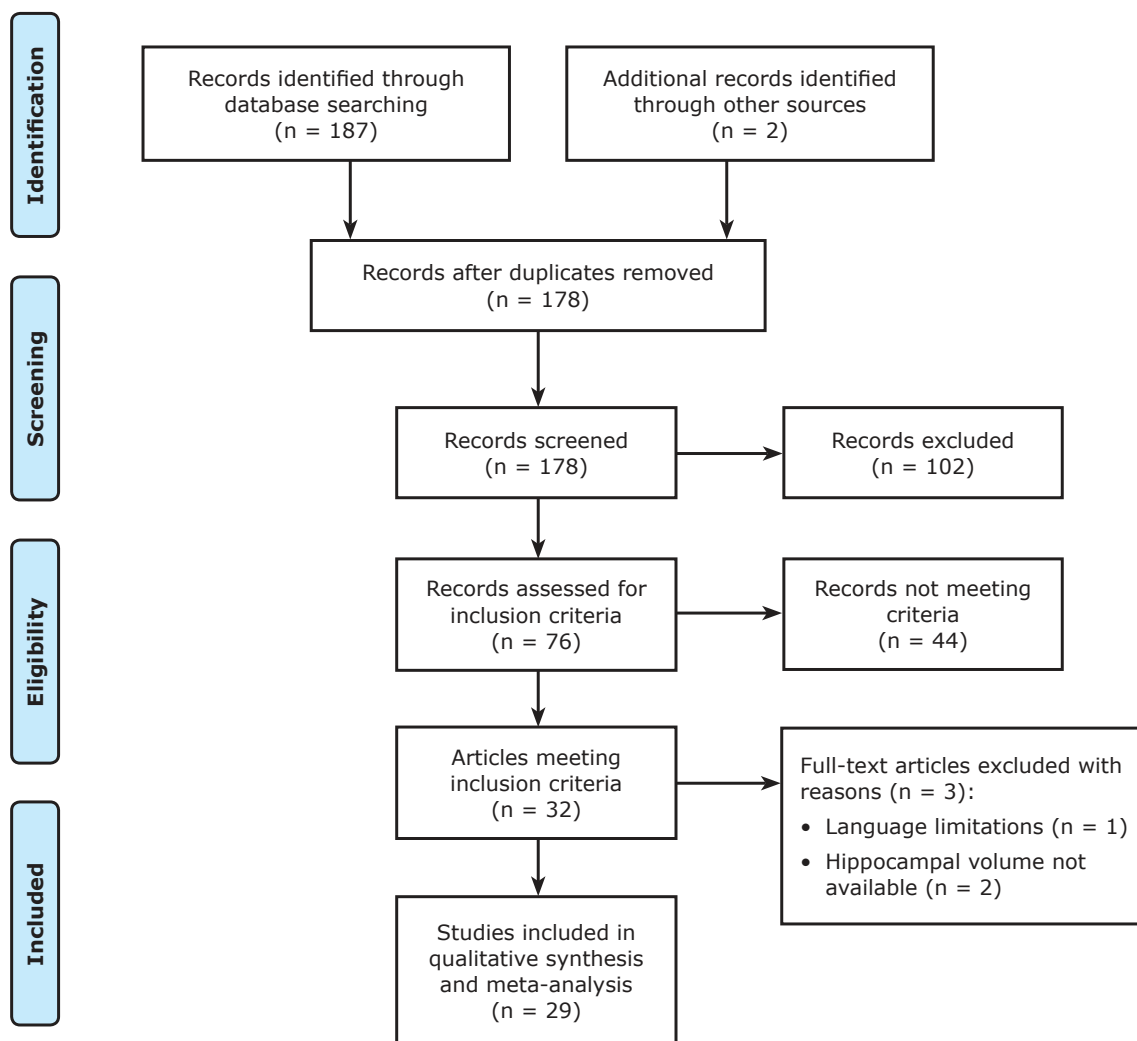 Identification
Records identified through
database searching
(n = 187)
Additional records identified
through other sources
(n = 2)
Records after duplicates removed
(n = 178)
Screening
Records screened
(n = 178)
Records excluded
(n = 102)
Eligibility
Records assessed for
inclusion criteria
(n = 76)
Records not meeting
criteria
(n = 44)
Articles meeting
inclusion criteria
(n = 32)
Full-text articles excluded with
reasons (n = 3):
• Language limitations (n = 1)
• Hippocampal volume not
available (n = 2)
Included
Studies included in
qualitative synthesis
and meta-analysis
(n = 29)